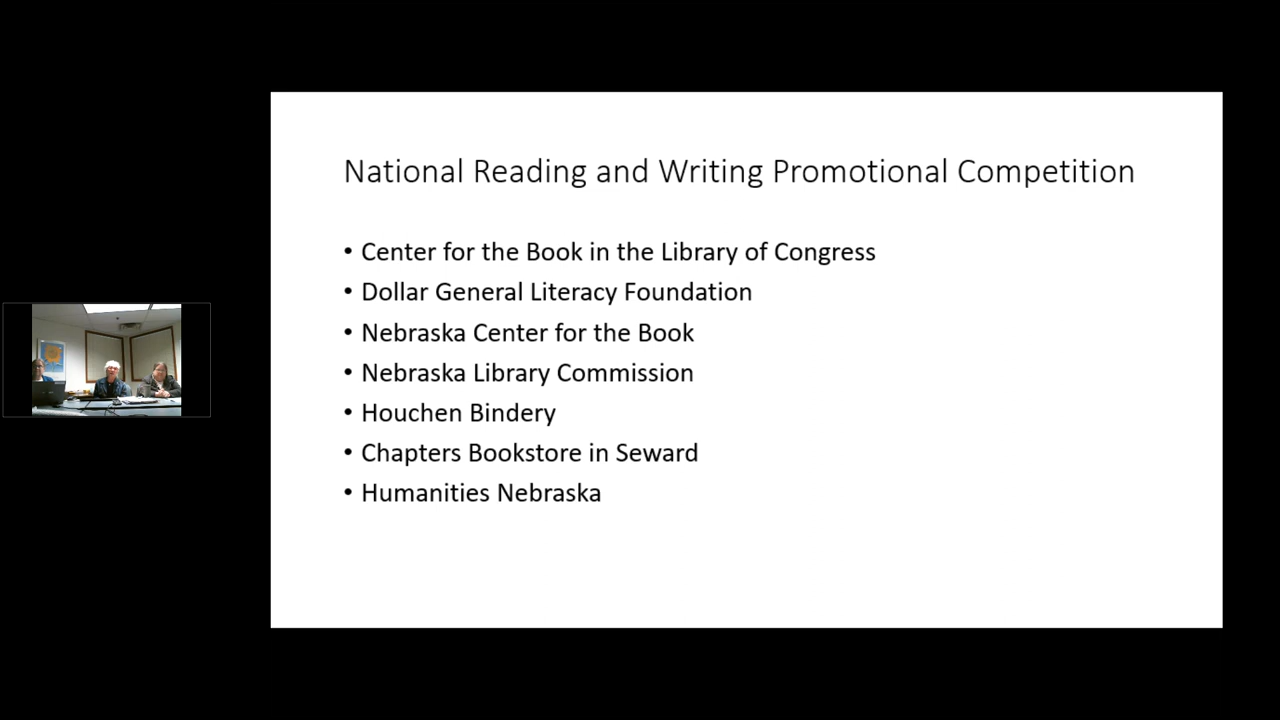 National Reading and Writing Promotional Competition
• Center for the Book in the Library of Congress
• Dollar General Literacy Foundation
• Nebraska Center for the Book
• Nebraska Library Commission
• Houchen Bindery
• Chapters Bookstore in Seward
• Humanities Nebraska